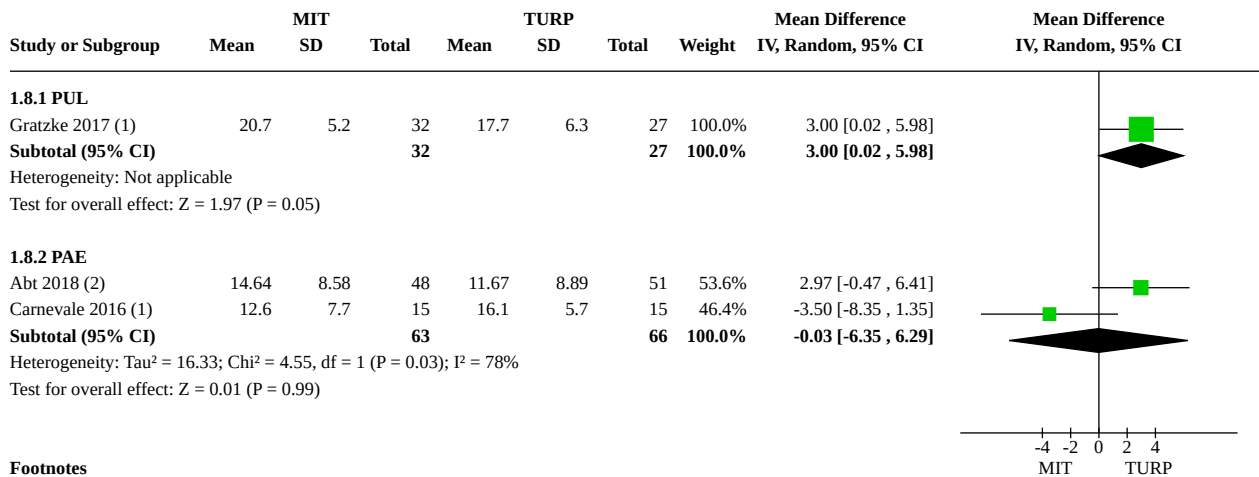 MIT TURP Mean Difference Mean Difference
Study or Subgroup Mean SD Total Mean SD Total Weight IV, Random, 95% CI IV, Random, 95% CI
1.8.1 PUL
Gratzke 2017 (1) 20.7 5.2 32 17.7 6.3 27 100.0% 3.00 [0.02 , 5.98]
Subtotal (95% CI) 32 27 100.0% 3.00 [0.02 , 5.98]
Heterogeneity: Not applicable
Test for overall effect: Z = 1.97 (P = 0.05)
1.8.2 PAE
Abt 2018 (2) 14.64 8.58 48 11.67 8.89 51 53.6% 2.97 [-0.47 , 6.41]
Carnevale 2016 (1) 12.6 7.7 15 16.1 5.7 15 46.4% -3.50 [-8.35 , 1.35]
Subtotal (95% CI) 63 66 100.0% -0.03 [-6.35 , 6.29]
Heterogeneity: Tau² = 16.33; Chi² = 4.55, df = 1 (P = 0.03); I² = 78%
Test for overall effect: Z = 0.01 (P = 0.99)
-4 -2 0 2 4
Footnotes MIT TURP